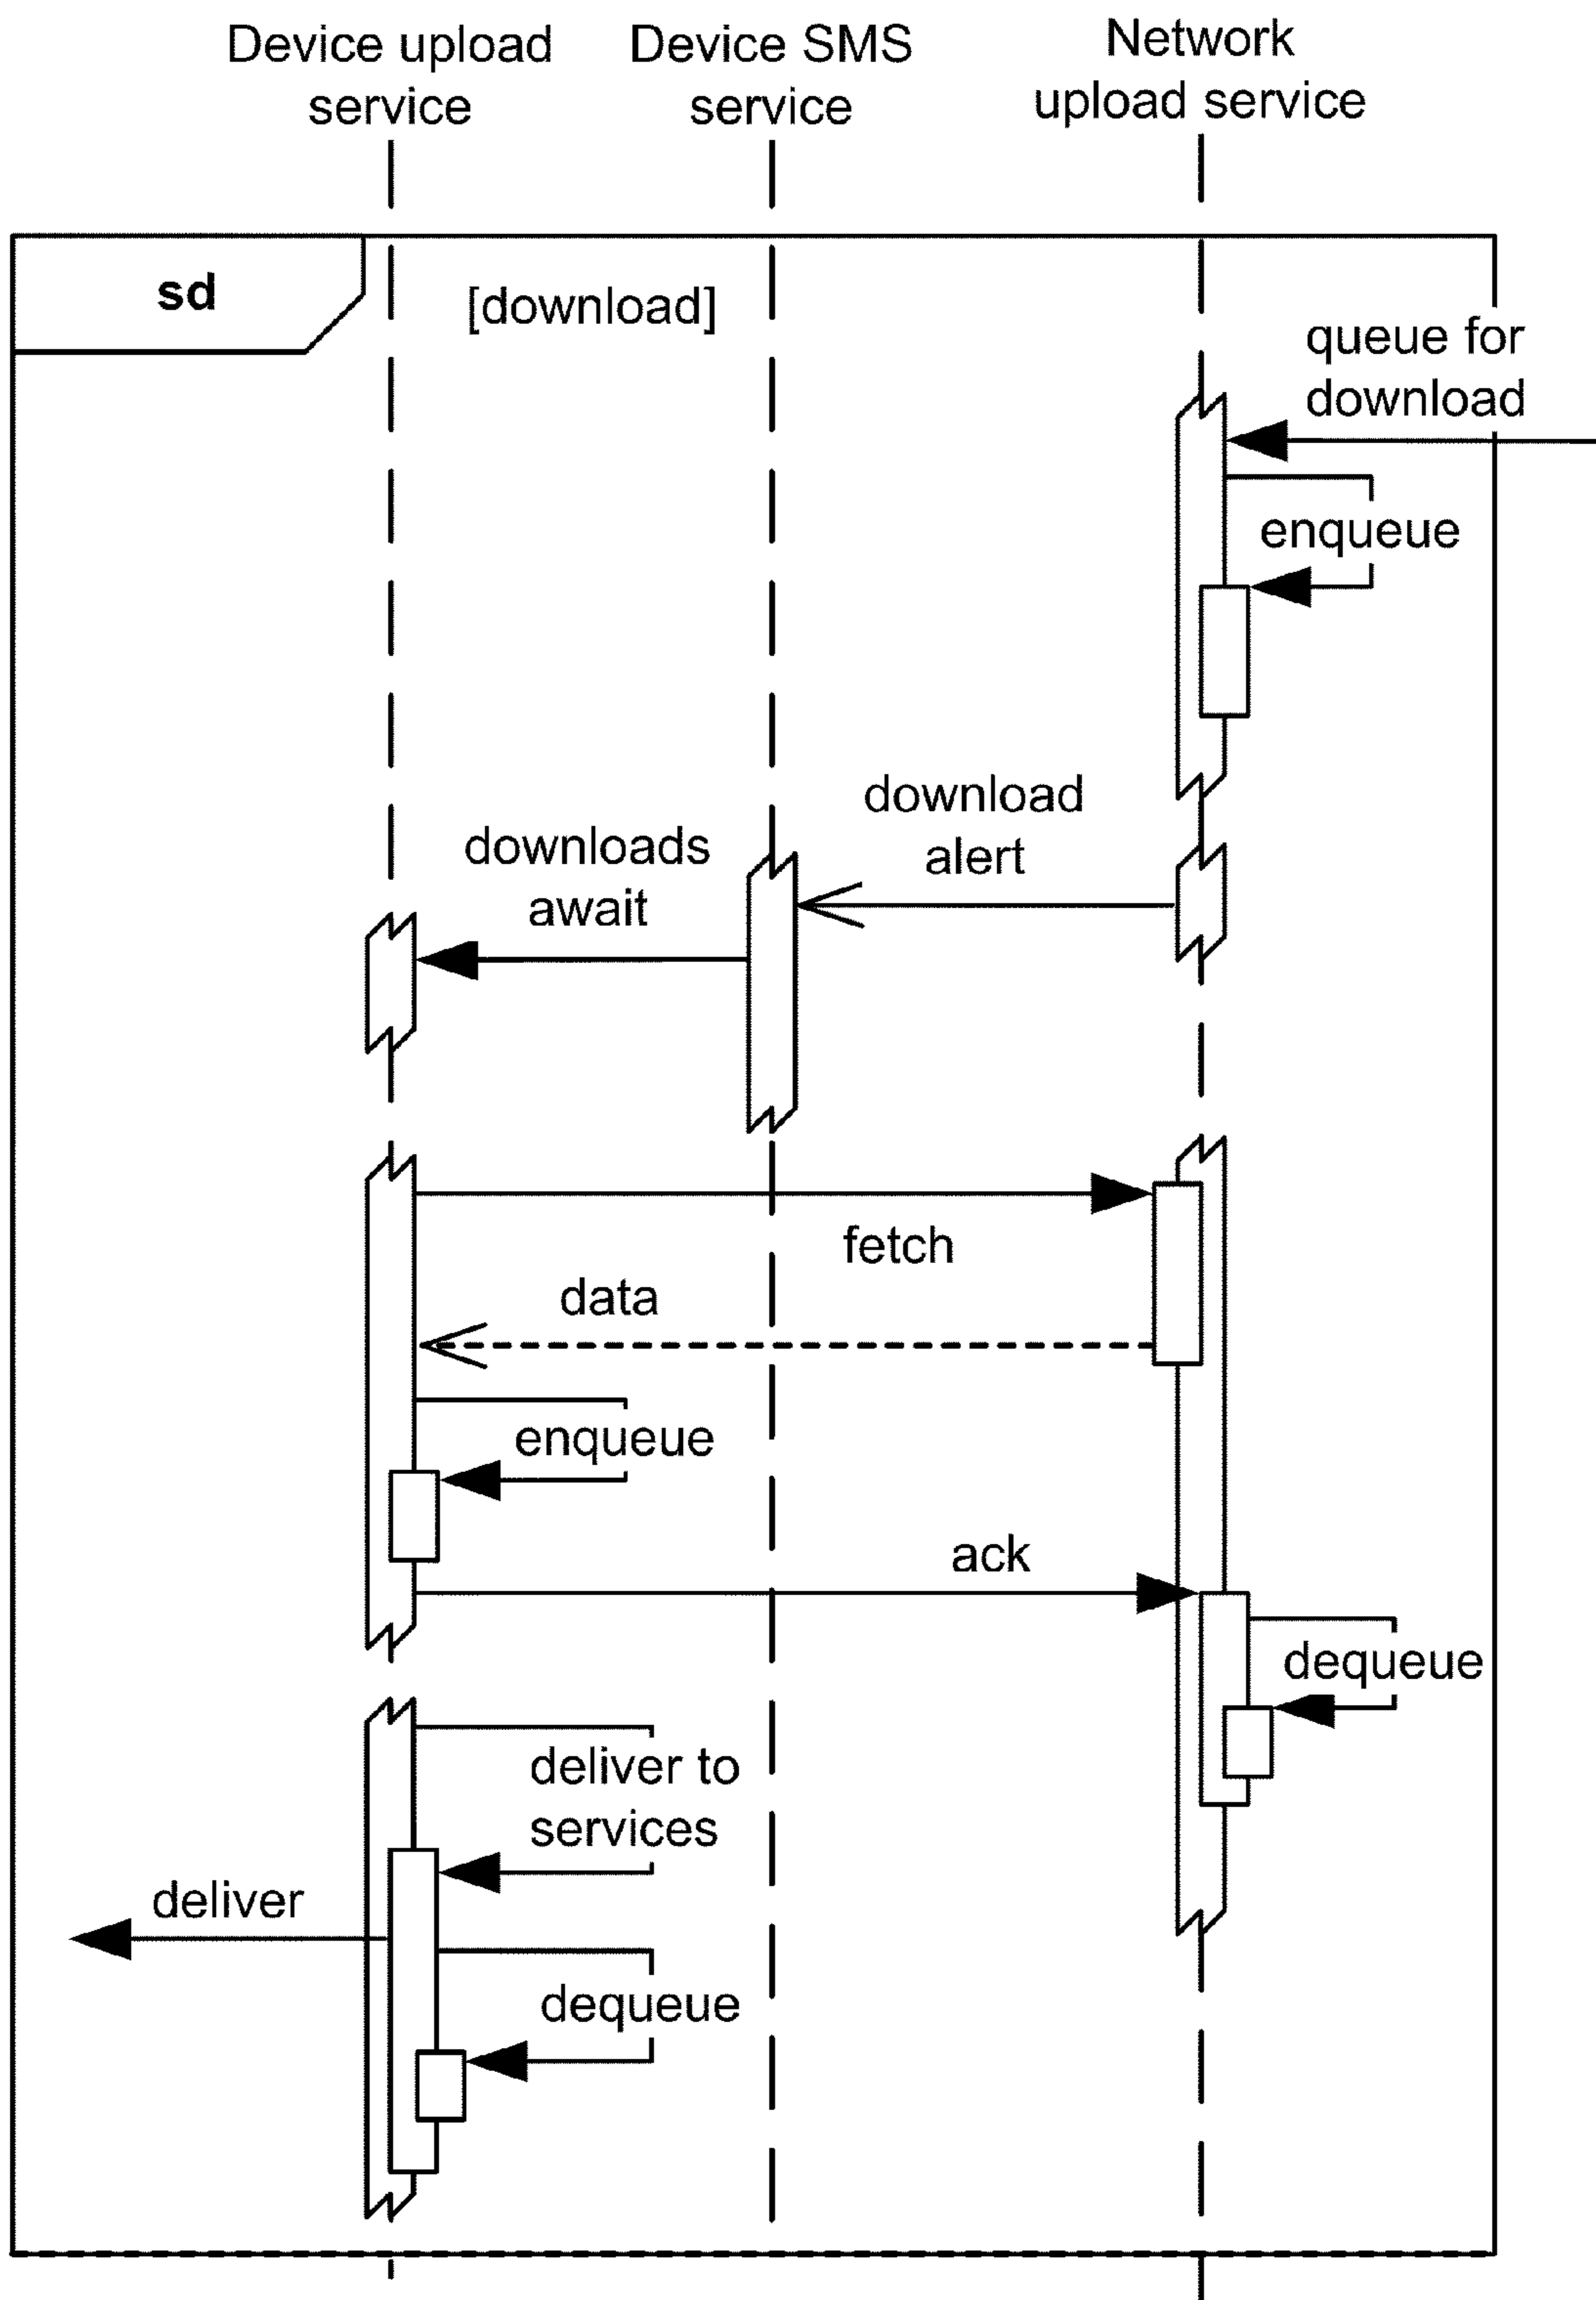 Device upload
service
Device SMS
service
Network
upload service
sd
[download]
queue for
download
enqueue
download
alert
downloads
await
fetch
data
enqueue
ack
dequeue
deliver to
services
deliver
dequeue